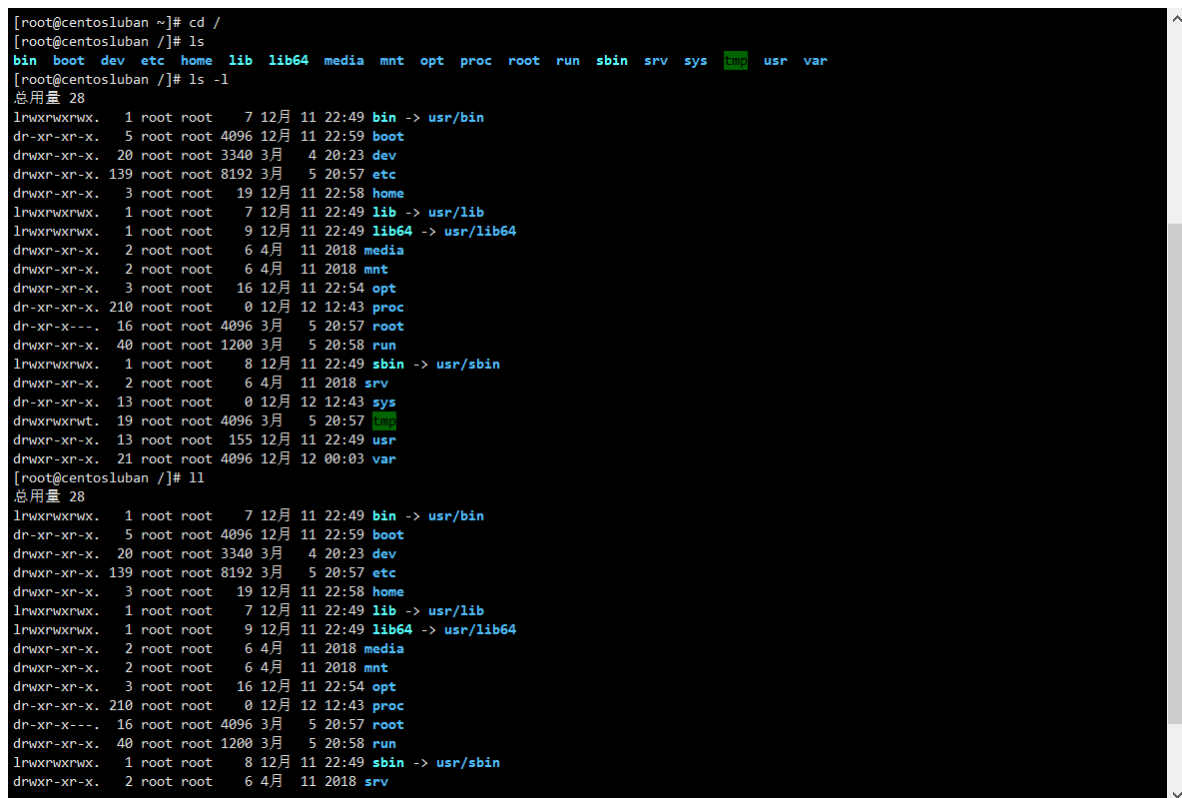 [root@centosluban ~]# cd /
[root@centosluban /]# ls
bin  boot  dev  etc  home  lib  lib64  media  mnt  opt  proc  root  run  sbin  srv  sys  tmp  usr  var
[root@centosluban /]# ls -l
总用量 28
lrwxrwxrwx.   1 root root    7 12月 11 22:49 bin -> usr/bin
dr-xr-xr-x.   5 root root 4096 12月 11 22:59 boot
drwxr-xr-x.  20 root root 3340 3月   4 20:23 dev
drwxr-xr-x. 139 root root 8192 3月   5 20:57 etc
drwxr-xr-x.   3 root root   19 12月 11 22:58 home
lrwxrwxrwx.   1 root root    7 12月 11 22:49 lib -> usr/lib
lrwxrwxrwx.   1 root root    9 12月 11 22:49 lib64 -> usr/lib64
drwxr-xr-x.   2 root root    6 4月  11 2018 media
drwxr-xr-x.   2 root root    6 4月  11 2018 mnt
drwxr-xr-x.   3 root root   16 12月 11 22:54 opt
dr-xr-xr-x. 210 root root    0 12月 12 12:43 proc
dr-xr-x---.  16 root root 4096 3月   5 20:57 root
drwxr-xr-x.  40 root root 1200 3月   5 20:58 run
lrwxrwxrwx.   1 root root    8 12月 11 22:49 sbin -> usr/sbin
drwxr-xr-x.   2 root root    6 4月  11 2018 srv
dr-xr-xr-x.  13 root root    0 12月 12 12:43 sys
drwxrwxrwt.  19 root root 4096 3月   5 20:57 tmp
drwxr-xr-x.  13 root root  155 12月 11 22:49 usr
drwxr-xr-x.  21 root root 4096 12月 12 00:03 var
[root@centosluban /]# ll
总用量 28
lrwxrwxrwx.   1 root root    7 12月 11 22:49 bin -> usr/bin
dr-xr-xr-x.   5 root root 4096 12月 11 22:59 boot
drwxr-xr-x.  20 root root 3340 3月   4 20:23 dev
drwxr-xr-x. 139 root root 8192 3月   5 20:57 etc
drwxr-xr-x.   3 root root   19 12月 11 22:58 home
lrwxrwxrwx.   1 root root    7 12月 11 22:49 lib -> usr/lib
lrwxrwxrwx.   1 root root    9 12月 11 22:49 lib64 -> usr/lib64
drwxr-xr-x.   2 root root    6 4月  11 2018 media
drwxr-xr-x.   2 root root    6 4月  11 2018 mnt
drwxr-xr-x.   3 root root   16 12月 11 22:54 opt
dr-xr-xr-x. 210 root root    0 12月 12 12:43 proc
dr-xr-x---.  16 root root 4096 3月   5 20:57 root
drwxr-xr-x.  40 root root 1200 3月   5 20:58 run
lrwxrwxrwx.   1 root root    8 12月 11 22:49 sbin -> usr/sbin
drwxr-xr-x.   2 root root    6 4月  11 2018 srv